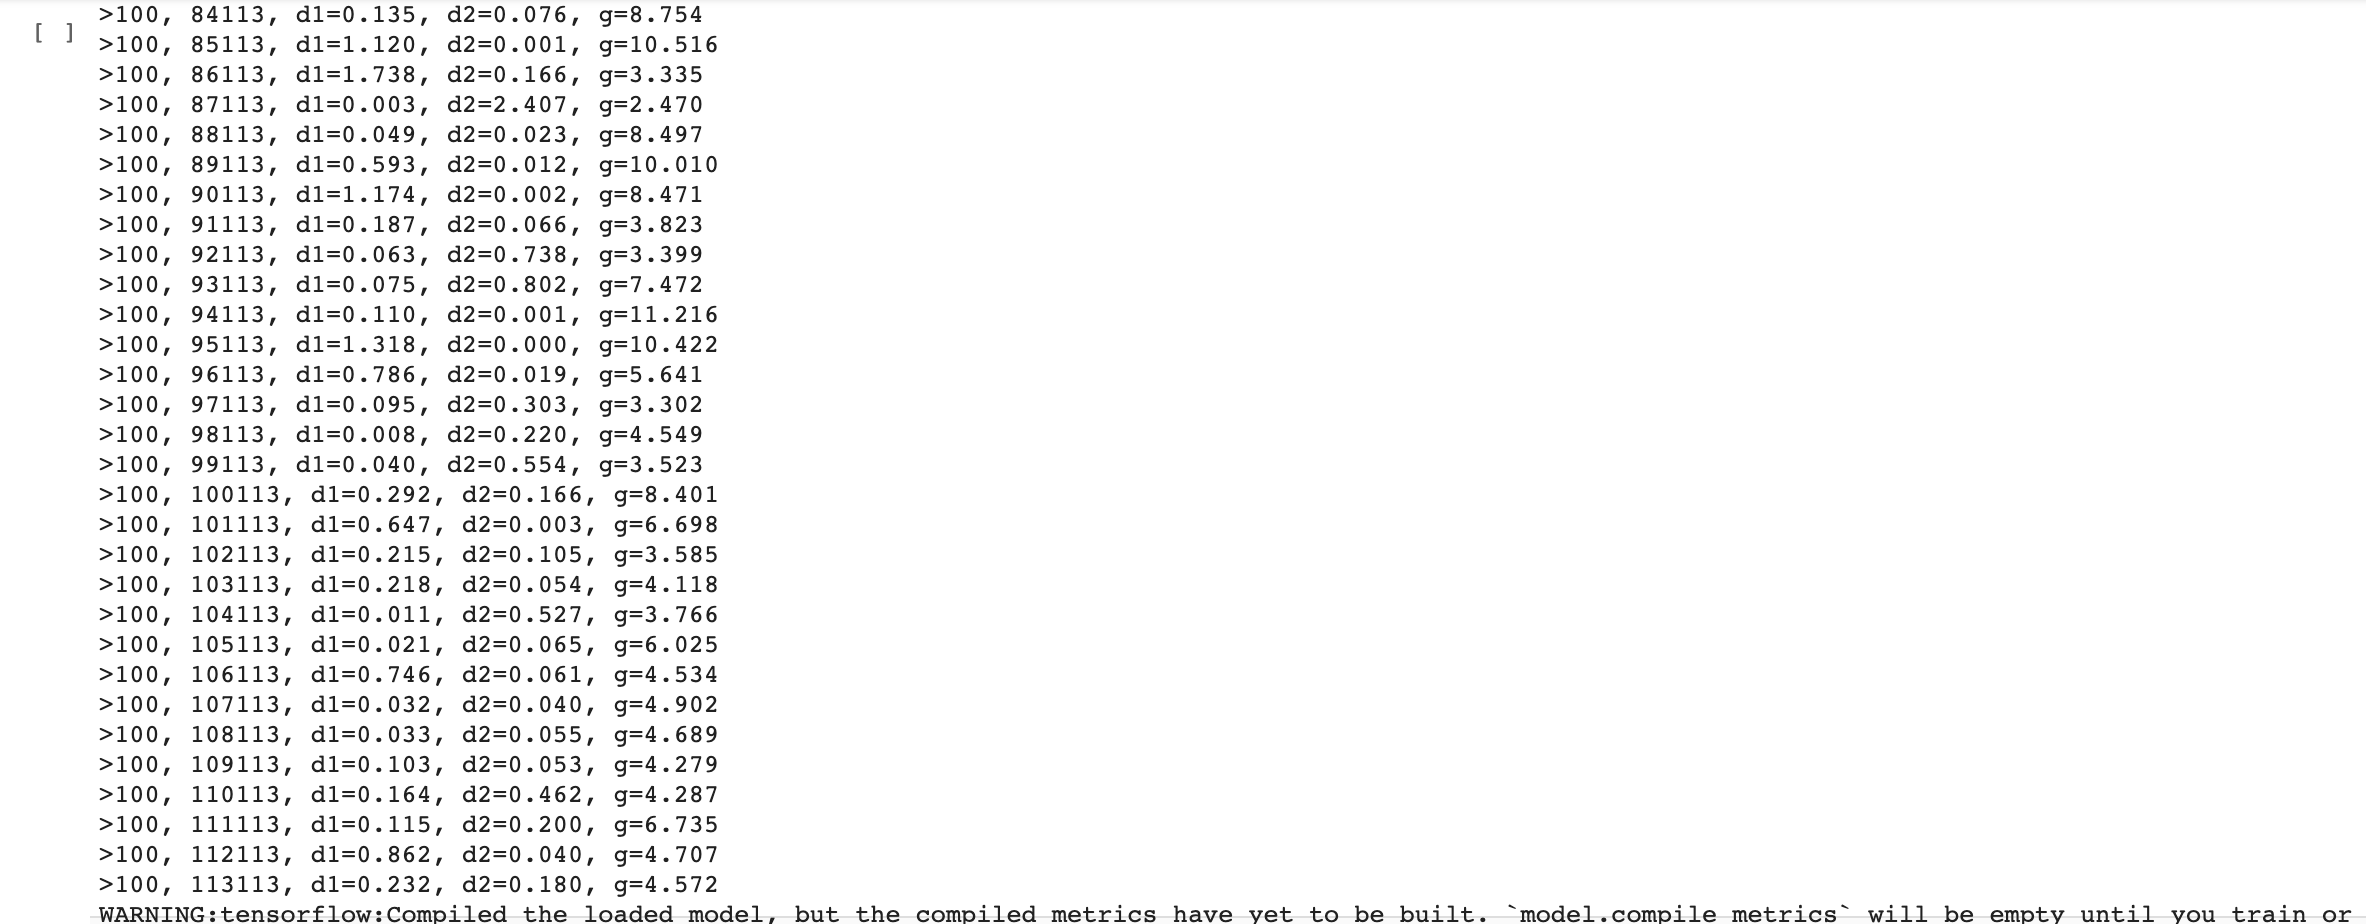 >100, 84113, d1=0.135, d2=0.076, g=8.754
[ ] >100, 85113, d1=1.120, d2=0.001, g=10.516
>100, 86113, d1=1.738, d2=0.166, g=3.335
>100, 87113, d1=0.003, d2=2.407, g=2.470
>100, 88113, d1=0.049, d2=0.023, g=8.497
>100, 89113, d1=0.593, d2=0.012, g=10.010
>100, 90113, d1=1.174, d2=0.002, g=8.471
>100, 91113, d1=0.187, d2=0.066, g=3.823
>100, 92113, d1=0.063, d2=0.738, g=3.399
>100, 93113, d1=0.075, d2=0.802, g=7.472
>100, 94113, d1=0.110, d2=0.001, g=11.216
>100, 95113, d1=1.318, d2=0.000, g=10.422
>100, 96113, d1=0.786, d2=0.019, g=5.641
>100, 97113, d1=0.095, d2=0.303, g=3.302
>100, 98113, d1=0.008, d2=0.220, g=4.549
>100, 99113, d1=0.040, d2=0.554, g=3.523
>100, 100113, d1=0.292, d2=0.166, g=8.401
>100, 101113, d1=0.647, d2=0.003, g=6.698
>100, 102113, d1=0.215, d2=0.105, g=3.585
>100, 103113, d1=0.218, d2=0.054, g=4.118
>100, 104113, d1=0.011, d2=0.527, g=3.766
>100, 105113, d1=0.021, d2=0.065, g=6.025
>100, 106113, d1=0.746, d2=0.061, g=4.534
>100, 107113, d1=0.032, d2=0.040, g=4.902
>100, 108113, d1=0.033, d2=0.055, g=4.689
>100, 109113, d1=0.103, d2=0.053, g=4.279
>100, 110113, d1=0.164, d2=0.462, g=4.287
>100, 111113, d1=0.115, d2=0.200, g=6.735
>100, 112113, d1=0.862, d2=0.040, g=4.707
>100, 113113, d1=0.232, d2=0.180, g=4.572
WARNING:tensorflow:Compiled the loaded model, but the compiled metrics have yet to be built. `model.compile_metrics` will be empty until you train or